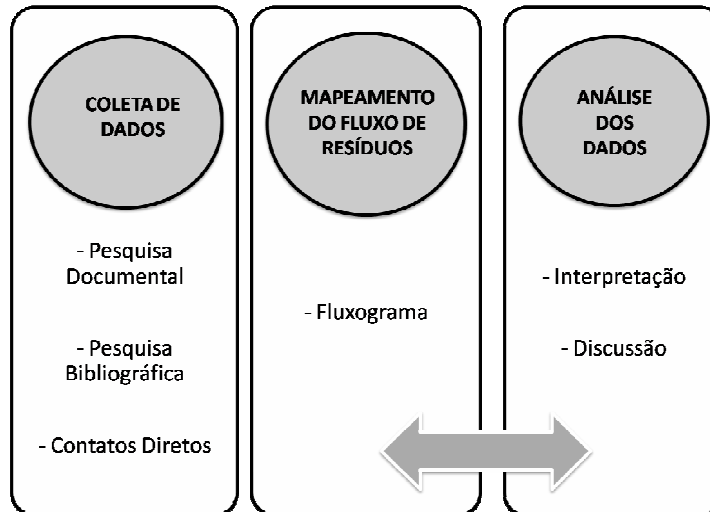 COLETA DE
DADOS
- Pesquisa
Documental
- Pesquisa
Bibliográfica
- Contatos Diretos
MAPEAMENTO
DO FLUXO DE
RESÍDUOS
- Fluxograma
ANÁLISE
DOS
DADOS
- Interpretação
- Discussão